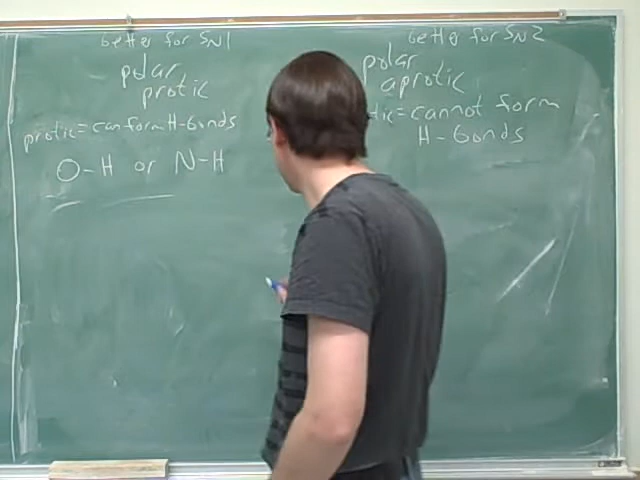 better for SN1
polar
protic
protic = can form H-bonds
O-H or N-H
better for SN2
polar
aprotic
tic = cannot form
H-bonds